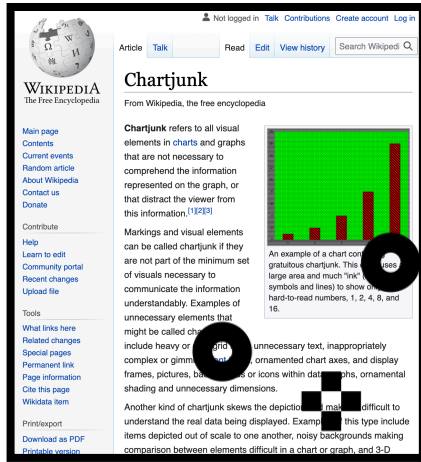 Not logged in Talk Contributions Create account Log in
Article Talk Read Edit View history Search Wikipedi
WIKIPEDIA
The Free Encyclopedia
Main page
Contents
Current events
Random article
About Wikipedia
Contact us
Donate
Contribute
Help
Learn to edit
Community portal
Recent changes
Upload file
Tools
What links here
Related changes
Special pages
Permanent link
Page information
Cite this page
Wikidata item
Print/export
Download as PDF
Printable version
Chartjunk
From Wikipedia, the free encyclopedia
Chartjunk refers to all visual
elements in charts and graphs
that are not necessary to
comprehend the information
represented on the graph, or
that distract the viewer from
this information.[1][2][3]
Markings and visual elements
can be called chartjunk if they
are not part of the minimum set
of visuals necessary to
communicate the information
understandably. Examples of
unnecessary elements that
might be called
include heavy or unnecessary text, inappropriately
complex or ornamented chart axes, and display
frames, pictures, or icons within data ornamental
shading and unnecessary dimensions.
Another kind of chartjunk skews the difficult to
understand the real data being displayed. of this type include
items depicted out of scale to one another, noisy backgrounds making
comparison between elements difficult in a chart or graph, and 3-D
An example of a chart
gratuitous chartjunk. This
large area and much "ink"
symbols and lines) to show
hard-to-read numbers, 1, 2, 4, 8, and
16.